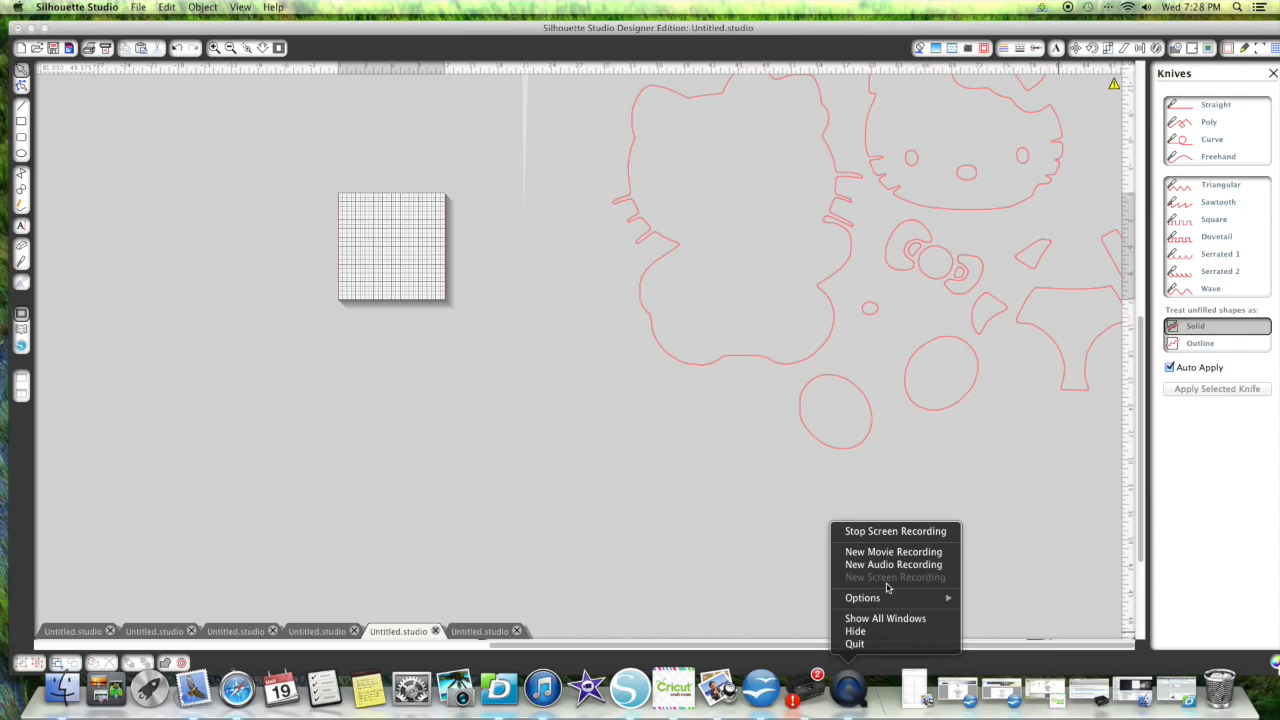 Silhouette Studio File Edit Object View Window Help Wed 7:28 PM
Silhouette Studio Designer Edition: Untitled.studio
Knives
Straight
Poly
Curve
Freehand
Triangular
Sawtooth
Square
Dovetail
Serrated 1
Serrated 2
Wave
Treat unfilled shapes as:
Solid
Outline
Auto Apply
Apply Selected Knife
Stop Screen Recording
New Movie Recording
New Audio Recording
New Screen Recording
Options
Show All Windows
Hide
Quit
Untitled.studio Untitled.studio Untitled.studio Untitled.studio Untitled.studio Untitled.studio
MAR
19
Cricut
2